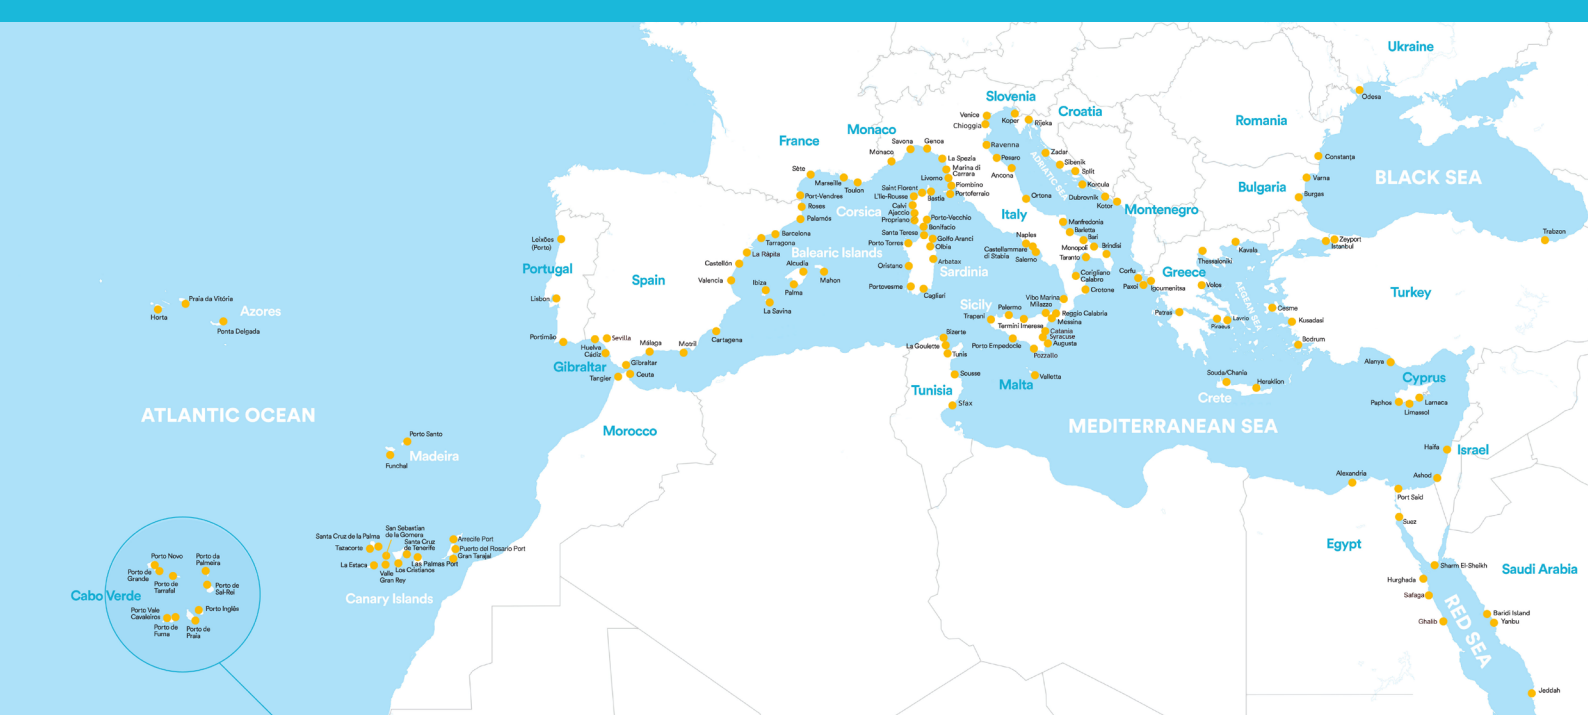 Ukraine
Odesa
Slovenia
Croatia
Romania
Venice
Chioggia
Koper
Rijeka
Monaco
France
Savona
Genoa
Monaco
La Spezia
Marina di
Carrara
Livorno
Piombino
Portoferraio
Ravenna
Pesaro
Ancona
ADRIATIC SEA
Zadar
Sibenik
Split
Korcula
Dubrovnik
Kotor
Montenegro
Ortona
Italy
Constanţa
Varna
Burgas
Bulgaria
BLACK SEA
Trabzon
Sète
Marseille
Toulon
Port-Vendres
Roses
Palamós
Saint Florent
L'Ile-Rousse
Bastia
Calvi
Ajaccio
Propriano
Corsica
Porto-Vecchio
Bonifacio
Santa Terese
Golfo Aranci
Porto Torres
Olbia
Arbatax
Oristano
Sardinia
Portovesme
Cagliari
Manfredonia
Barletta
Bari
Monopoli
Brindisi
Taranto
Naples
Castellammare
di Stabia
Salerno
Corigliano
Calabro
Crotone
Corfu
Paxoi
Igoumenitsa
Greece
Thessaloniki
Kavala
Volos
Zeyport
Istanbul
Turkey
AEGEAN SEA
Cesme
Kusadasi
Bodrum
Patras
Piraeus
Lavrio
Leixões
(Porto)
Portugal
Spain
Barcelona
Tarragona
La Ràpita
Castellón
Valencia
Balearic Islands
Alcudia
Mahon
Ibiza
Palma
La Savina
Lisbon
Praia da Vitória
Azores
Horta
Ponta Delgada
Portimão
Huelva
Sevilla
Cádiz
Málaga
Motril
Cartagena
Gibraltar
Gibraltar
Tangier
Ceuta
Sicily
Vibo Marina
Milazzo
Palermo
Trapani
Reggio Calabria
Messina
Termini Imerese
Catania
Syracuse
Augusta
Porto Empedocle
Pozzallo
Bizerte
La Goulette
Tunis
Sousse
Tunisia
Sfax
Malta
Valletta
Souda/Chania
Heraklion
Crete
Alanya
Cyprus
Paphos
Larnaca
Limassol
ATLANTIC OCEAN
MEDITERRANEAN SEA
Morocco
Porto Santo
Madeira
Funchal
Haifa
Israel
Ashod
Alexandria
Port Said
Suez
Egypt
San Sebastian
de la Gomera
Santa Cruz de la Palma
Santa Cruz
de Tenerife
Tazacorte
La Estaca
Valle
Gran Rey
Los Cristianos
Las Palmas Port
Arrecife Port
Puerto del Rosario Port
Gran Tarajal
Canary Islands
Porto Novo
Porto da
Palmeira
Porto de
Grande
Porto de
Tarrafal
Porto de
Sal-Rei
Cabo Verde
Porto Vale
Cavaleiros
Porto Inglês
Porto de
Furna
Porto de
Praia
Sharm El-Sheikh
Saudi Arabia
Hurghada
Safaga
Ghalib
RED SEA
Baridi Island
Yanbu
Jeddah